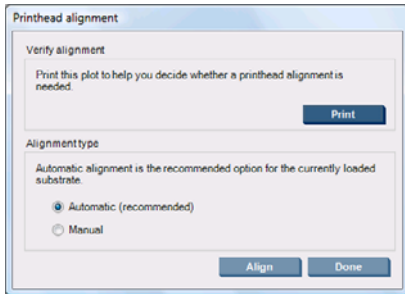 Printhead alignment
Verify alignment
Print this plot to help you decide whether a printhead alignment is
needed.
Print
Alignment type
Automatic alignment is the recommended option for the currently loaded
substrate.
Automatic (recommended)
Manual
Align Done